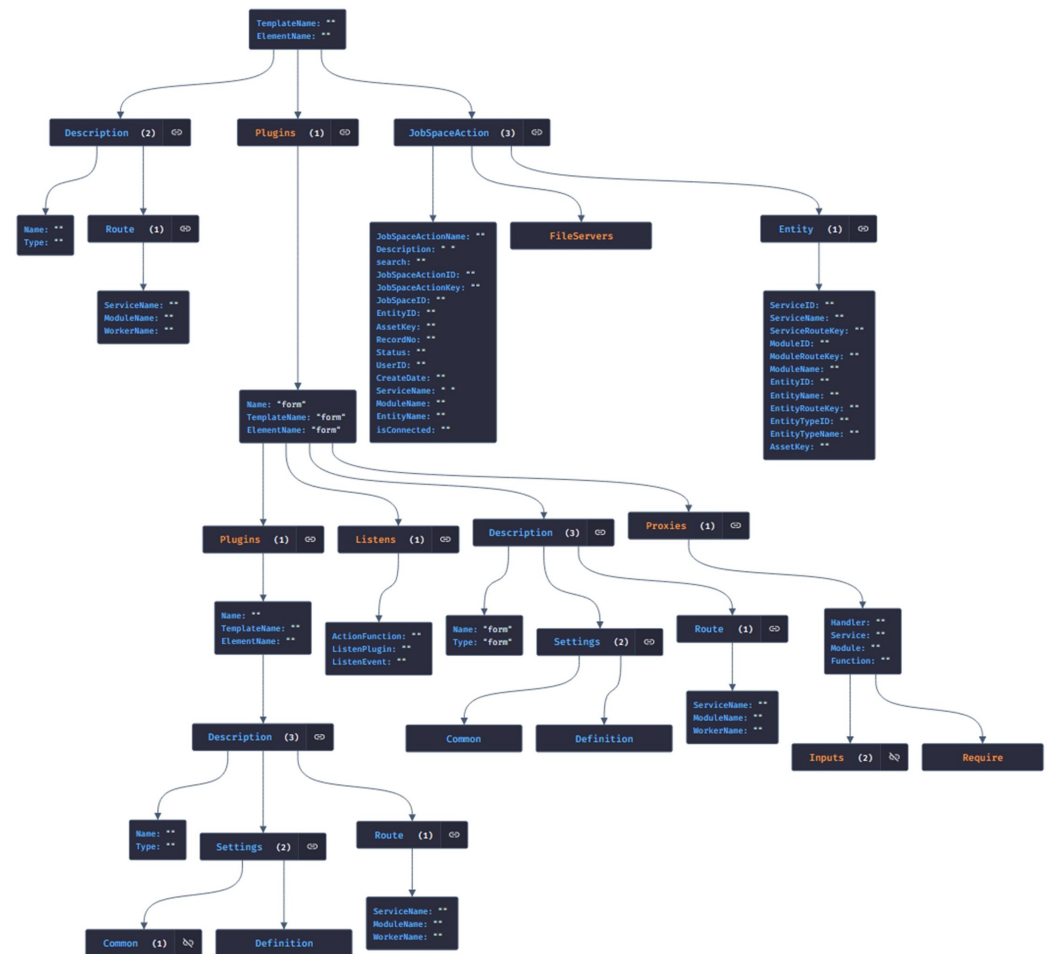 TemplateName: ""
ElementName: ""
Description (2)
Plugins (1)
JobSpaceAction (3)
Name: ""
Type: ""
Route (1)
JobSpaceActionName: ""
Description: " "
search: ""
JobSpaceActionID: ""
JobSpaceActionKey: ""
JobSpaceID: ""
EntityID: ""
AssetKey: ""
RecordNo: ""
Status: ""
UserID: ""
CreateDate: ""
ServiceName: " "
ModuleName: ""
EntityName: ""
isConnected: ""
FileServers
Entity (1)
ServiceName: ""
ModuleName: ""
WorkerName: ""
ServiceID: ""
ServiceName: ""
ServiceRouteKey: ""
ModuleID: ""
ModuleRouteKey: ""
ModuleName: ""
EntityID: ""
EntityName: ""
EntityRouteKey: ""
EntityTypeID: ""
EntityTypeName: ""
AssetKey: ""
Name: "form"
TemplateName: "form"
ElementName: "form"
Plugins (1)
Listens (1)
Description (3)
Proxies (1)
Name: ""
TemplateName: ""
ElementName: ""
ActionFunction: ""
ListenPlugin: ""
ListenEvent: ""
Name: "form"
Type: "form"
Settings (2)
Route (1)
Handler: ""
Service: ""
Module: ""
Function: ""
ServiceName: ""
ModuleName: ""
WorkerName: ""
Description (3)
Common
Definition
Inputs (2)
Require
Name: ""
Type: ""
Settings (2)
Route (1)
ServiceName: ""
ModuleName: ""
WorkerName: ""
Common (1)
Definition